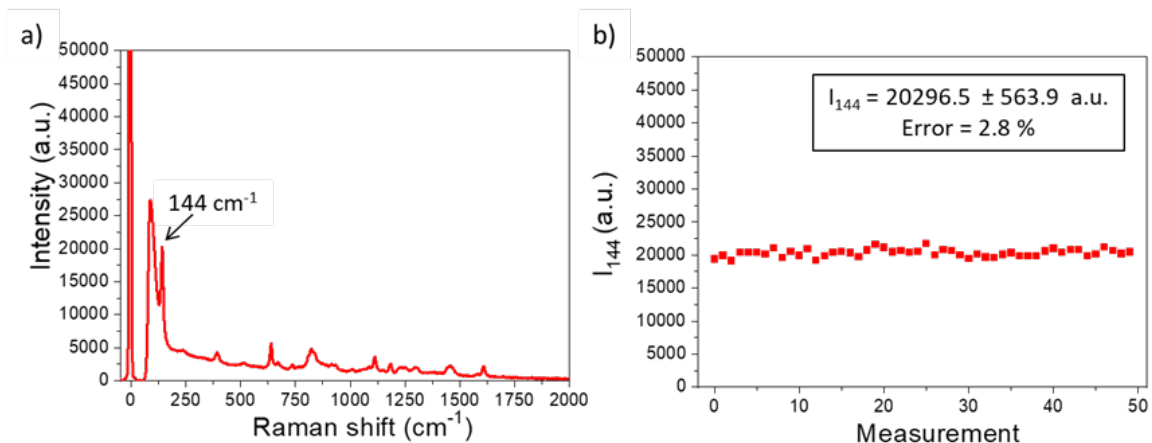 a)
50000
45000
40000
35000
30000
25000
20000
15000
10000
5000
0
Intensity (a.u.)
144 cm⁻¹
0 250 500 750 1000 1250 1500 1750 2000
Raman shift (cm⁻¹)
b)
50000
45000
40000
35000
30000
25000
20000
15000
10000
5000
0
I₁₄₄ (a.u.)
I₁₄₄ = 20296.5 ± 563.9 a.u.
Error = 2.8 %
0 10 20 30 40 50
Measurement